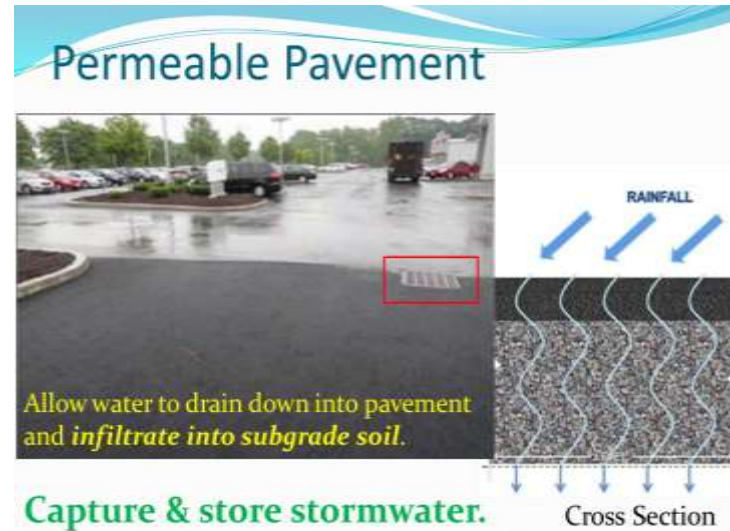 Permeable Pavement
RAINFALL
Allow water to drain down into pavement
and infiltrate into subgrade soil.
Capture & store stormwater.
Cross Section